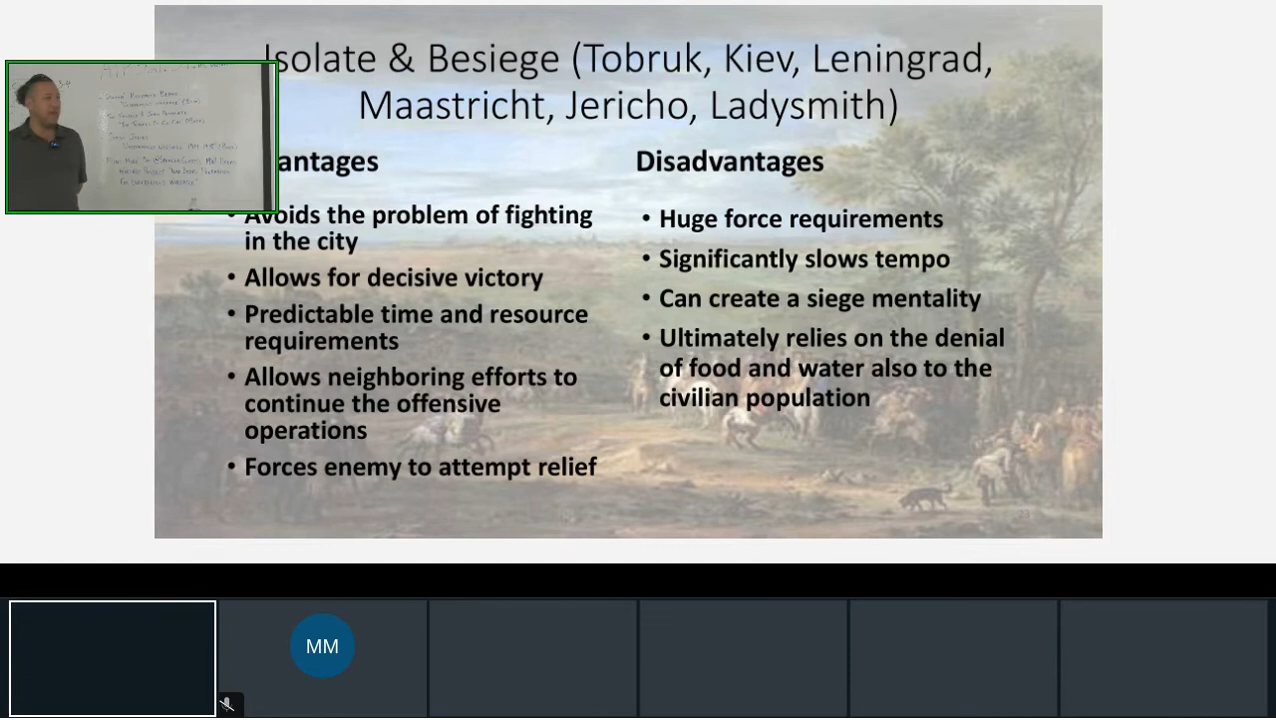 Isolate & Besiege (Tobruk, Kiev, Leningrad,
Maastricht, Jericho, Ladysmith)
antages
• Avoids the problem of fighting
in the city
• Allows for decisive victory
• Predictable time and resource
requirements
• Allows neighboring efforts to
continue the offensive
operations
• Forces enemy to attempt relief
Disadvantages
• Huge force requirements
• Significantly slows tempo
• Can create a siege mentality
• Ultimately relies on the denial
of food and water also to the
civilian population
MM